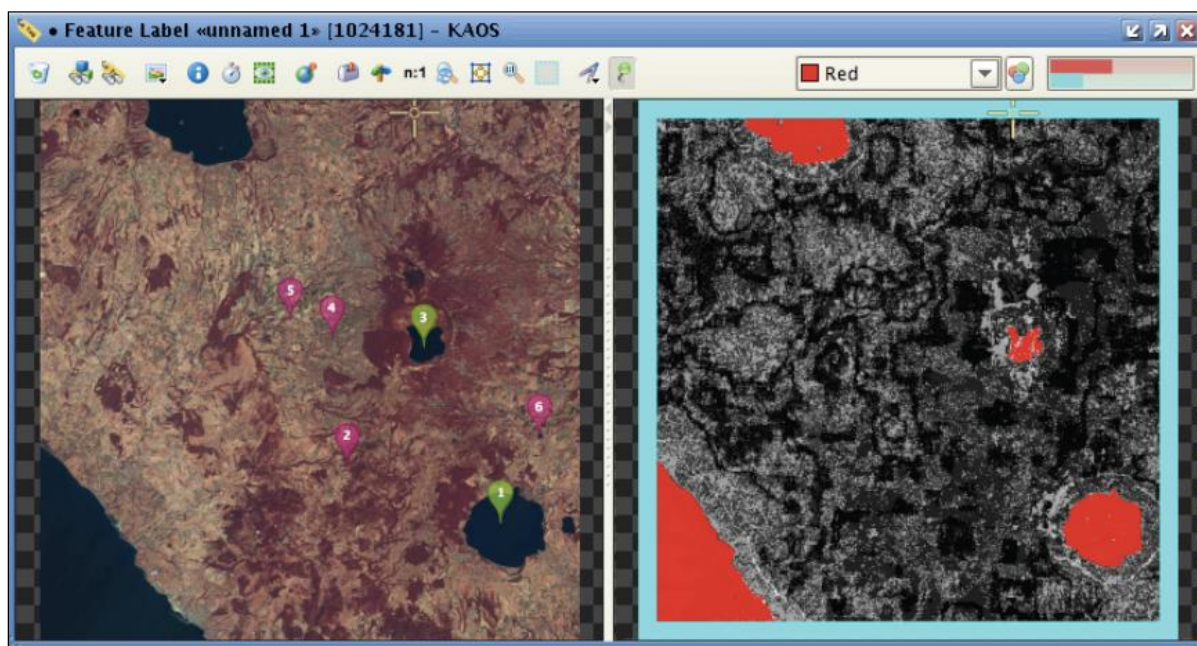 ● Feature Label «unnamed 1» [1024181] – KAOS
n:1
Red
5
4
3
6
2
1